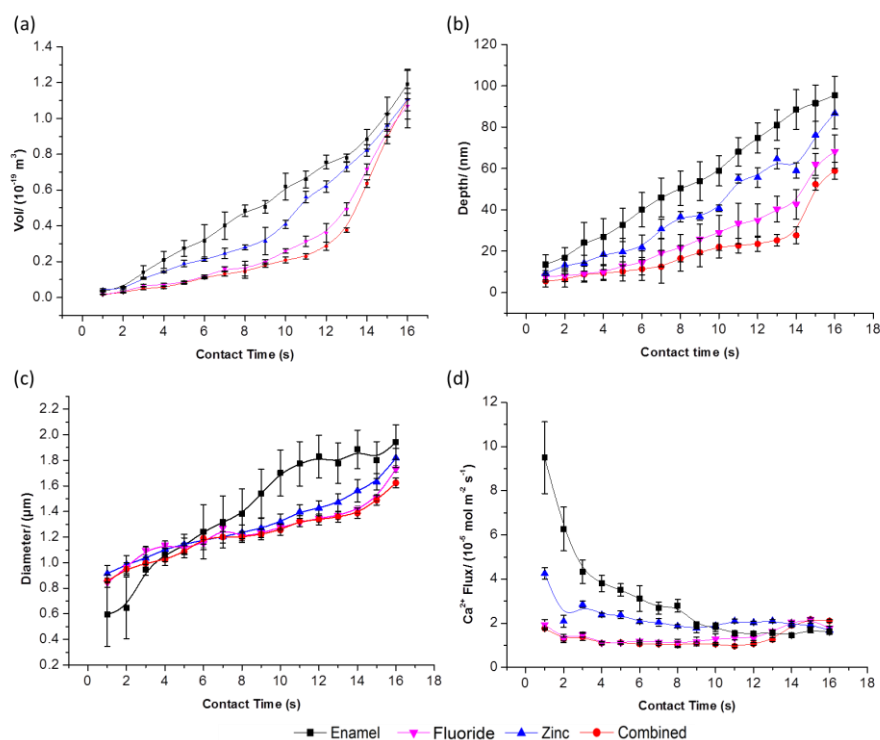 (a)
1.4
1.2
1.0
0.8
0.6
0.4
0.2
0.0
Vol/ (10⁻¹⁹ m³)
0 2 4 6 8 10 12 14 16 18
Contact Time (s)
(b)
120
100
80
60
40
20
0
Depth/ (nm)
0 2 4 6 8 10 12 14 16 18
Contact time (s)
(c)
2.2
2.0
1.8
1.6
1.4
1.2
1.0
0.8
0.6
0.4
0.2
Diameter/ (μm)
0 2 4 6 8 10 12 14 16 18
Contact Time (s)
(d)
12
10
8
6
4
2
0
Ca²⁺ Flux/ (10⁻⁵ mol m⁻² s⁻¹)
0 2 4 6 8 10 12 14 16 18
Contact Time (s)
Enamel Fluoride Zinc Combined